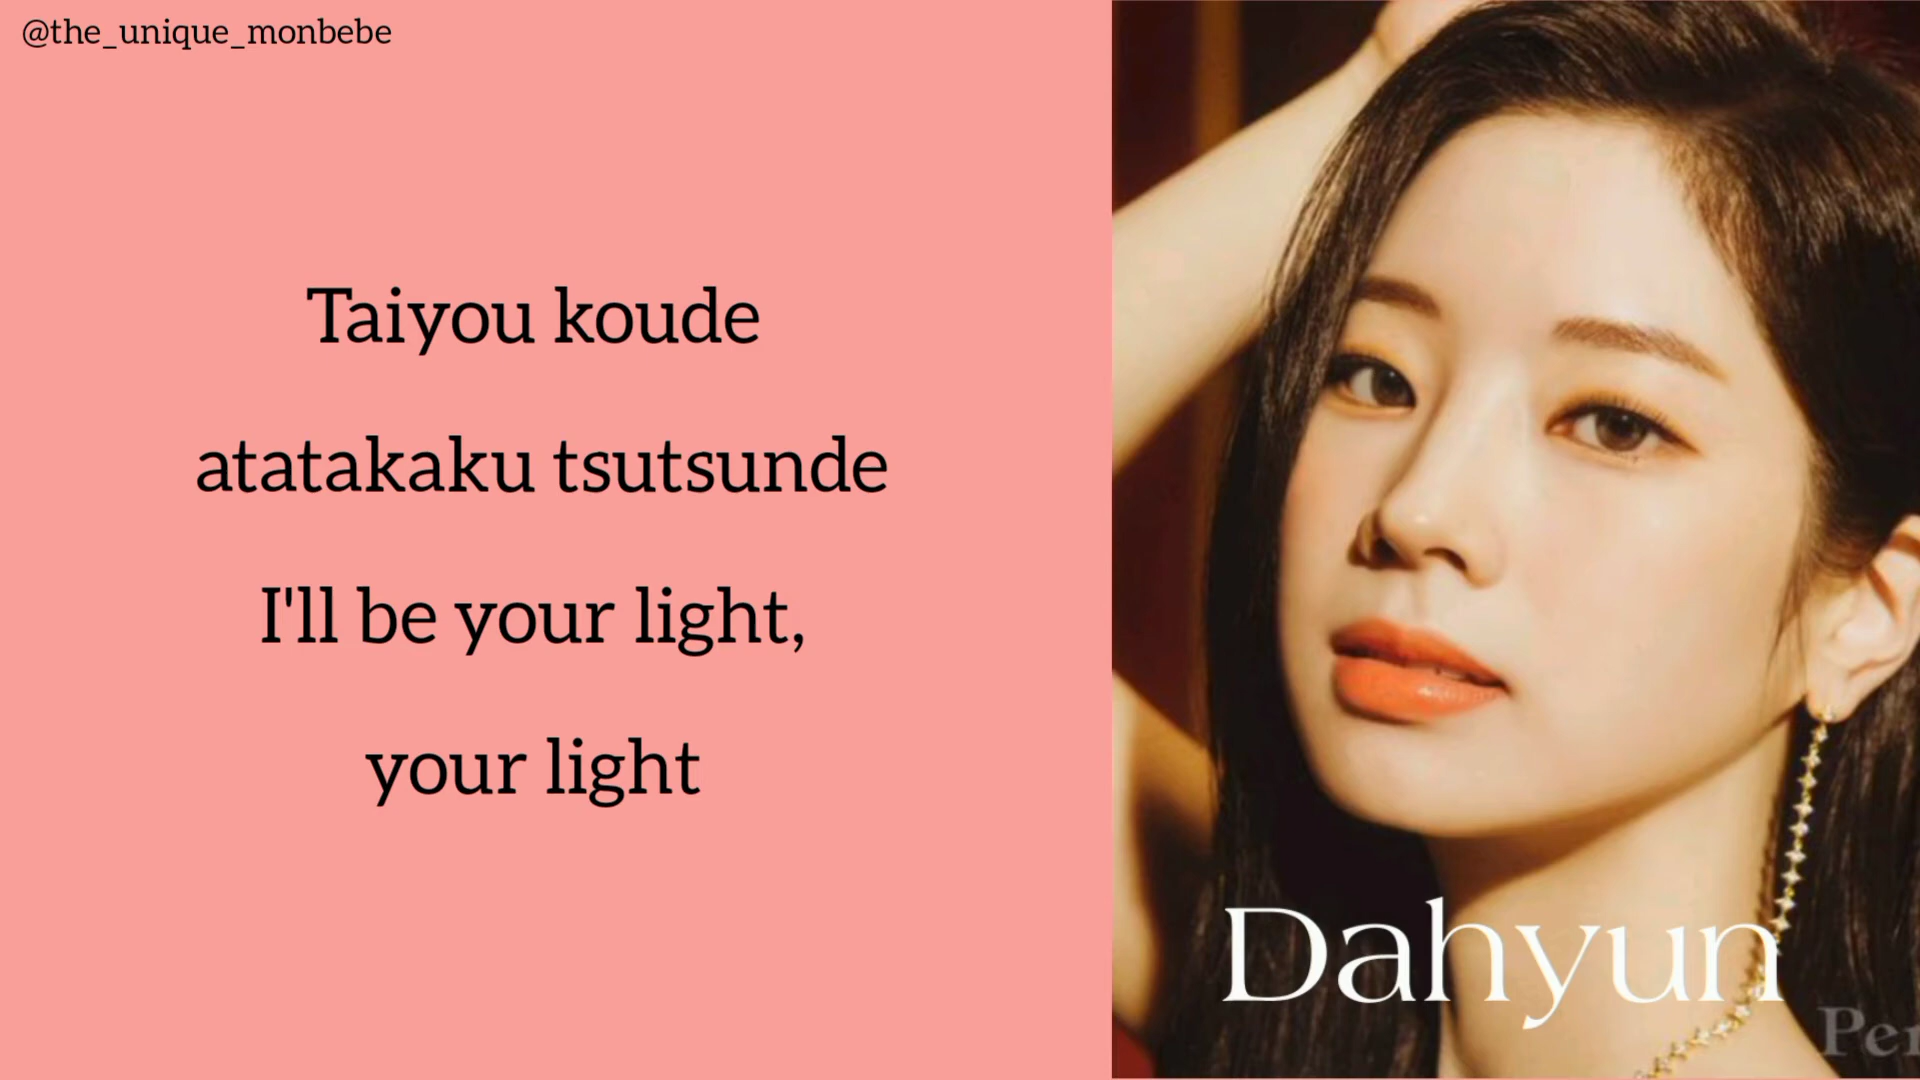 @the_unique_monbebe
Taiyou koude
atatakaku tsutsunde
I'll be your light,
your light
Dahyun